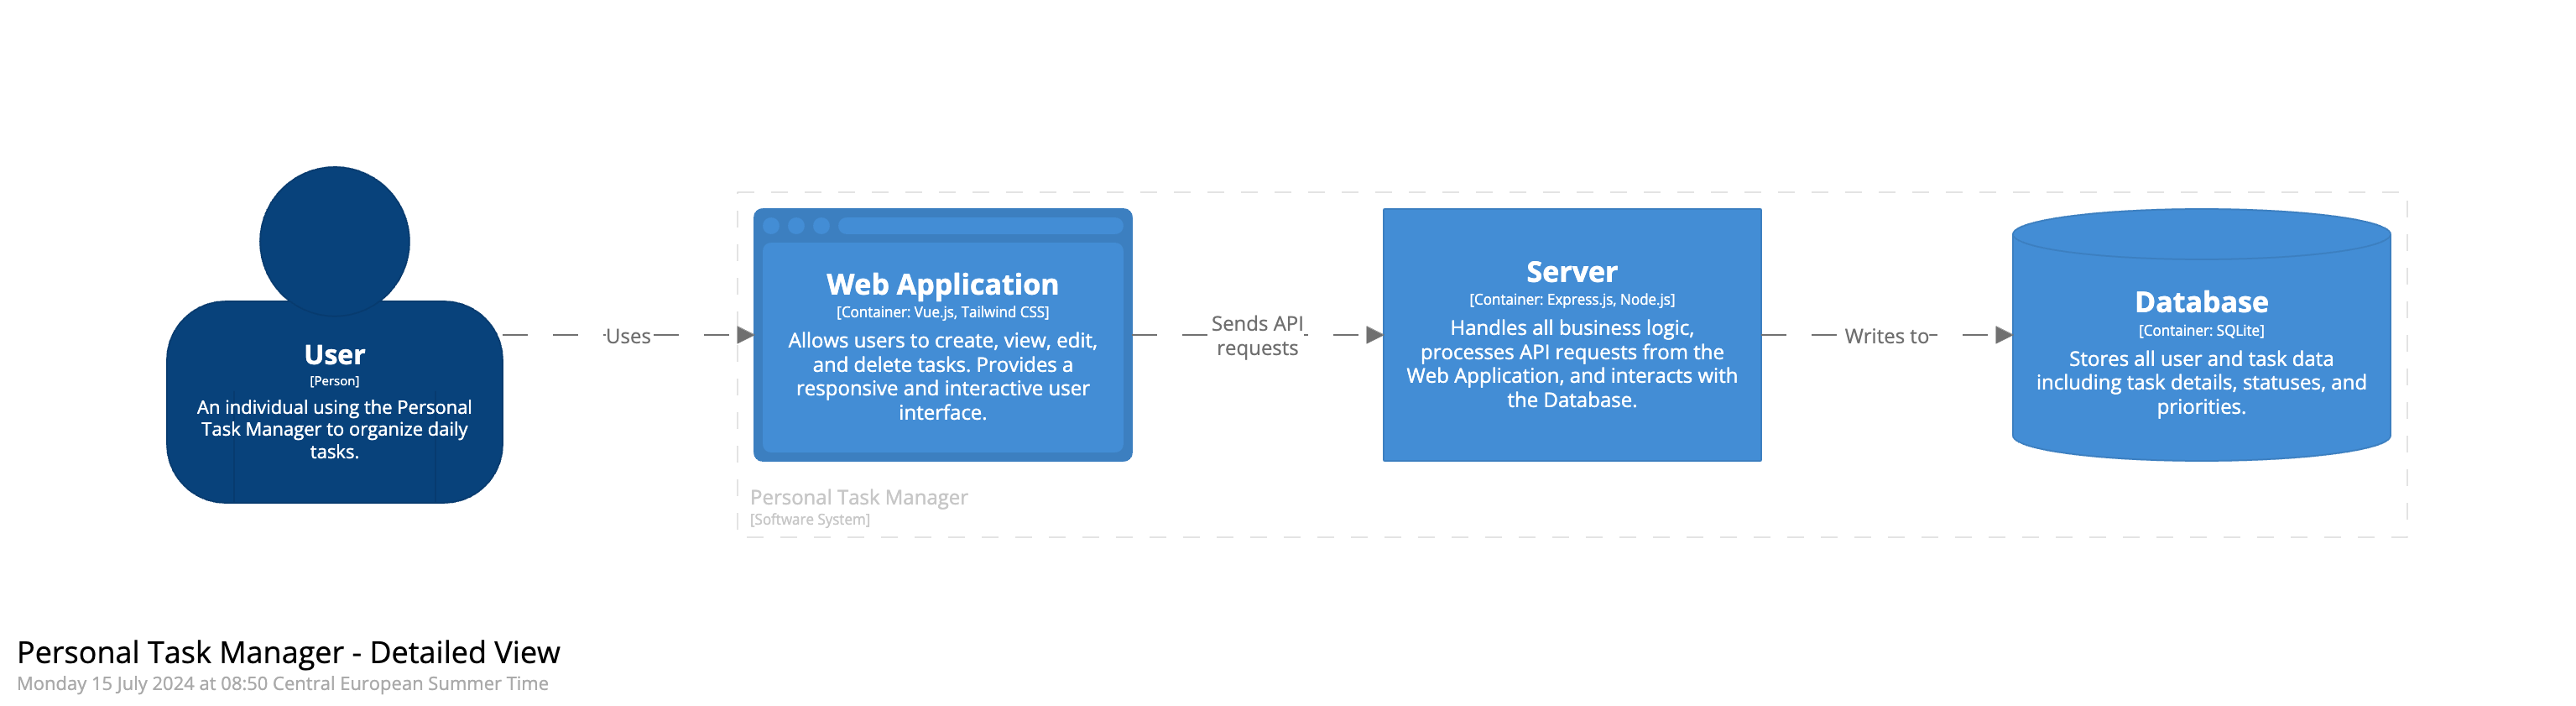 User
[Person]
An individual using the Personal
Task Manager to organize daily
tasks.
Uses
Web Application
[Container: Vue.js, Tailwind CSS]
Allows users to create, view, edit,
and delete tasks. Provides a
responsive and interactive user
interface.
Sends API
requests
Server
[Container: Express.js, Node.js]
Handles all business logic,
processes API requests from the
Web Application, and interacts with
the Database.
Writes to
Database
[Container: SQLite]
Stores all user and task data
including task details, statuses, and
priorities.
Personal Task Manager
[Software System]
Personal Task Manager - Detailed View
Monday 15 July 2024 at 08:50 Central European Summer Time